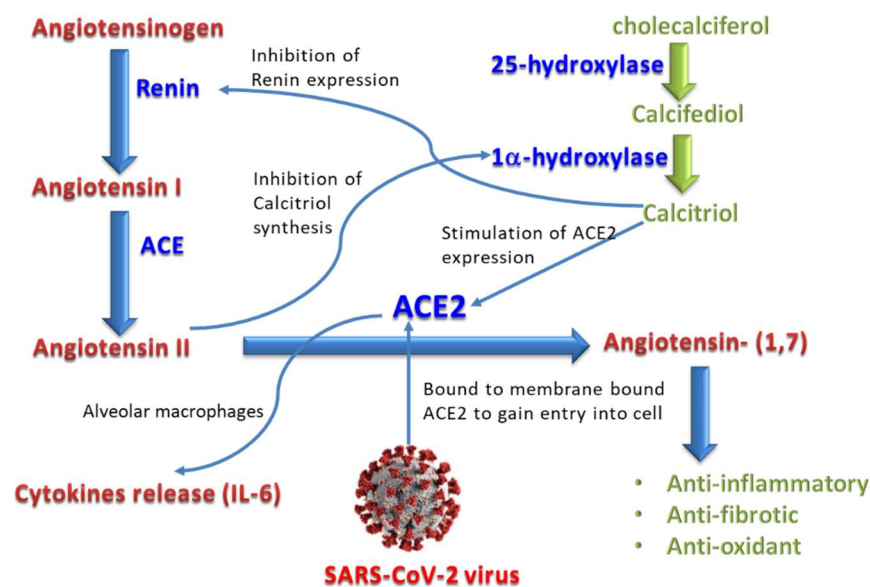 Angiotensinogen
cholecalciferol
Inhibition of
Renin expression
25-hydroxylase
Renin
Calcifediol
1α-hydroxylase
Angiotensin I
Inhibition of
Calcitriol
synthesis
Calcitriol
ACE
Stimulation of ACE2
expression
ACE2
Angiotensin II
Angiotensin- (1,7)
Alveolar macrophages
Bound to membrane bound
ACE2 to gain entry into cell
Cytokines release (IL-6)
• Anti-inflammatory
• Anti-fibrotic
• Anti-oxidant
SARS-CoV-2 virus